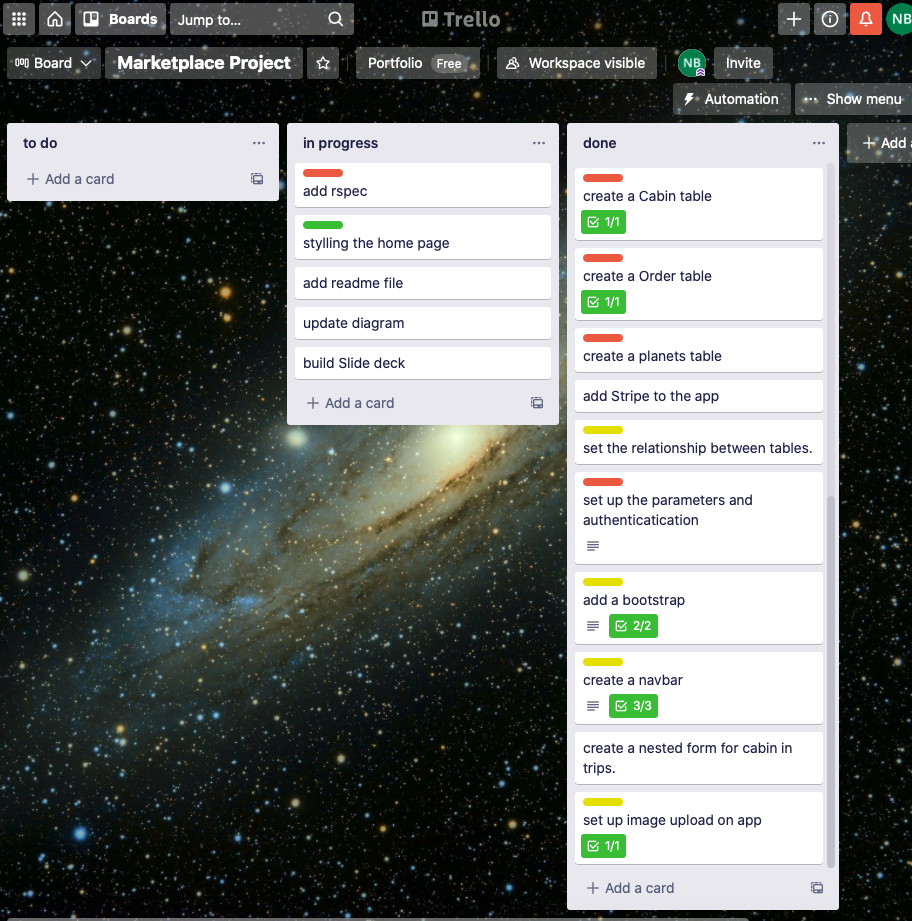 Boards
Jump to...
Trello
NB
Board
Marketplace Project
Portfolio Free
Workspace visible
NB
Invite
Automation
Show menu
to do
Add a card
in progress
add rspec
stylling the home page
add readme file
update diagram
build Slide deck
Add a card
done
create a Cabin table
1/1
create a Order table
1/1
create a planets table
add Stripe to the app
set the relationship between tables.
set up the parameters and
authenticatication
add a bootstrap
2/2
create a navbar
3/3
create a nested form for cabin in
trips.
set up image upload on app
1/1
Add a card
Add a